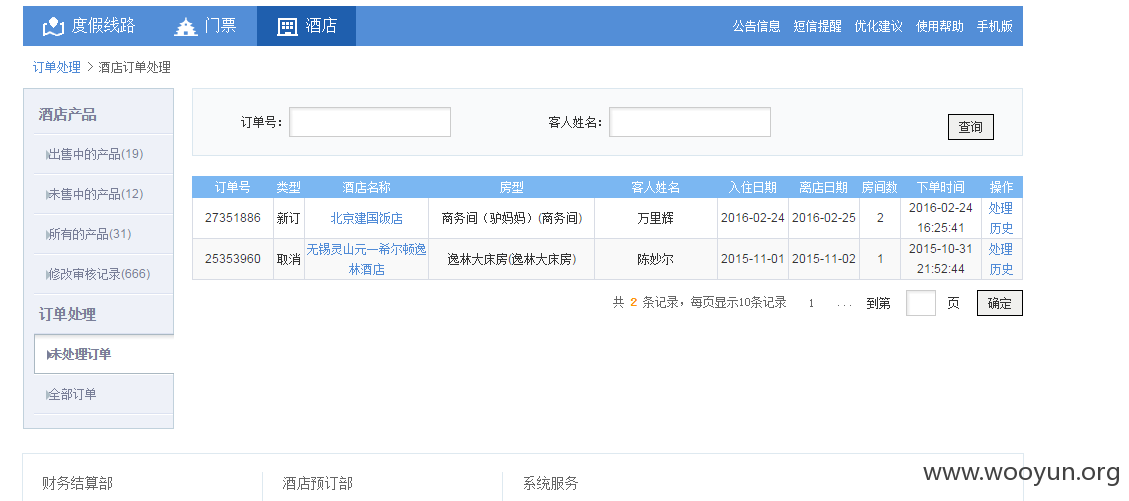 度假线路 门票 酒店 公告信息 短信提醒 优化建议 使用帮助 手机版
订单处理 > 酒店订单处理
酒店产品
出售中的产品(19)
未售中的产品(12)
所有的产品(31)
修改审核记录(666)
订单处理
未处理订单
全部订单
订单号： 客人姓名： 查询
订单号 类型 酒店名称 房型 客人姓名 入住日期 离店日期 房间数 下单时间 操作
27351886 新订 北京建国饭店 商务间（驴妈妈）(商务间) 万里辉 2016-02-24 2016-02-25 2 2016-02-24 16:25:41 处理 历史
25353960 取消 无锡灵山元一希尔顿逸林酒店 逸林大床房(逸林大床房) 陈妙尔 2015-11-01 2015-11-02 1 2015-10-31 21:52:44 处理 历史
共 2 条记录，每页显示10条记录 1 ... 到第 页 确定
财务结算部 酒店预订部 系统服务
www.wooyun.org